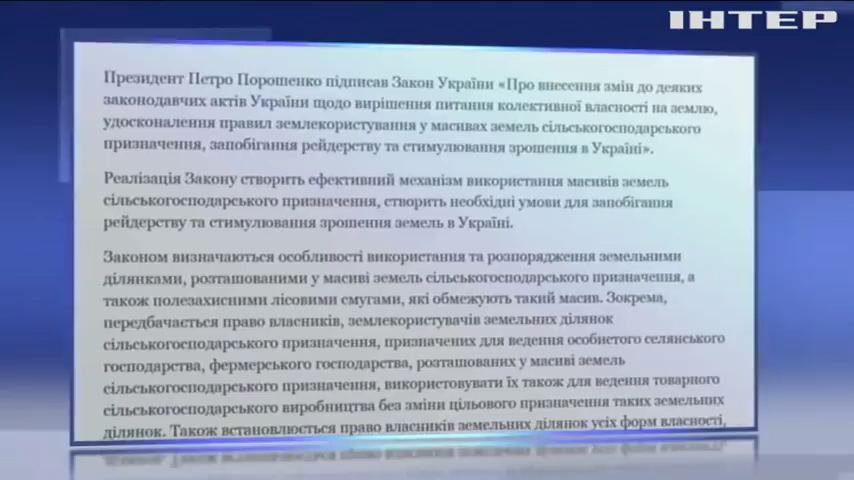 ІНТЕР
Президент Петро Порошенко підписав Закон України «Про внесення змін до деяких
законодавчих актів України щодо вирішення питання колективної власності на землю,
удосконалення правил землекористування у масивах земель сільськогосподарського
призначення, запобігання рейдерству та стимулювання зрошення в Україні».
Реалізація Закону створить ефективний механізм використання масивів земель
сільськогосподарського призначення, створить необхідні умови для запобігання
рейдерству та стимулювання зрошення земель в Україні.
Законом визначаються особливості використання та розпорядження земельними
ділянками, розташованими у масиві земель сільськогосподарського призначення, а
також полезахисними лісовими смугами, які обмежують такий масив. Зокрема,
передбачається право власників, землекористувачів земельних ділянок
сільськогосподарського призначення, призначених для ведення особистого селянського
господарства, фермерського господарства, розташованих у масиві земель
сільськогосподарського призначення, використовувати їх також для ведення товарного
сільськогосподарського виробництва без зміни цільового призначення таких земельних
ділянок. Також встановлюється право власників земельних ділянок усіх форм власності,